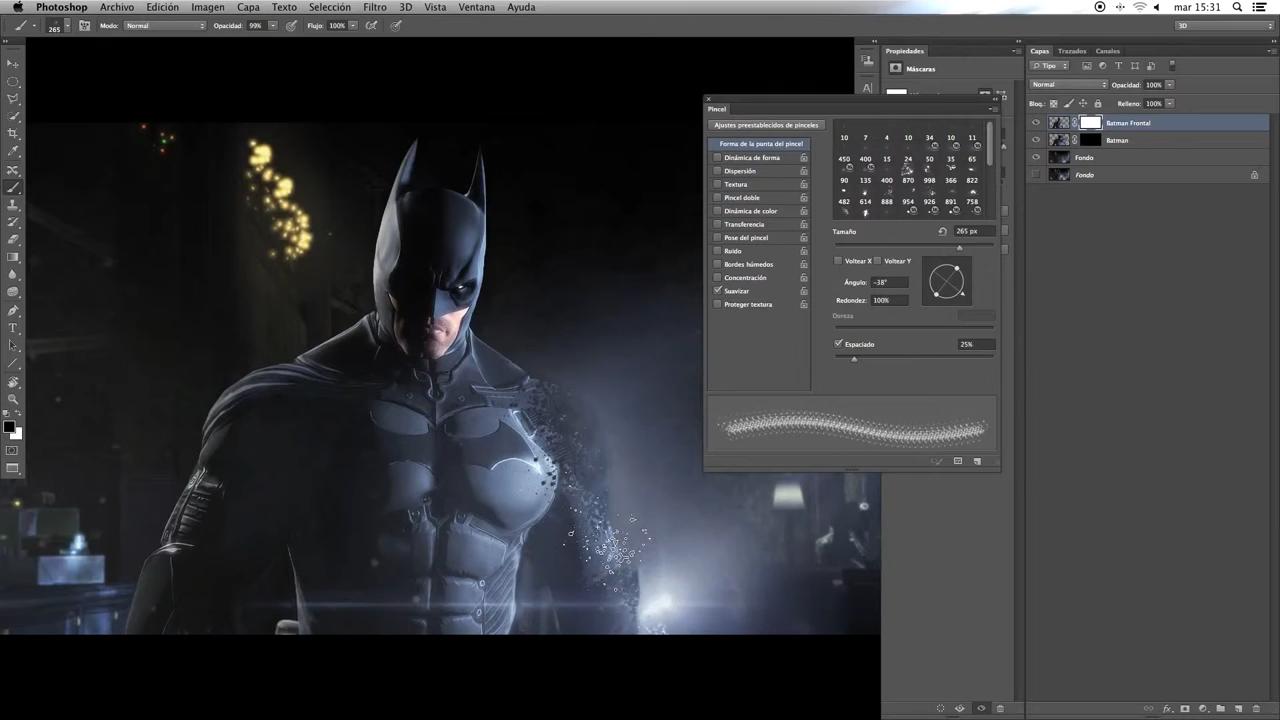 Photoshop Archivo Edición Imagen Capa Texto Selección Filtro 3D Vista Ventana Ayuda mar 15:31
265 Modo: Normal Opacidad: 99% Flujo: 100% 3D
Propiedades
Máscaras
Capas Trazados Canales
Tipo
Normal Opacidad: 100%
Bloq.: Relleno: 100%
Batman Frontal
Batman
Fondo
Fondo
Pincel
Ajustes preestablecidos de pinceles
Forma de la punta del pincel
Dinámica de forma
Dispersión
Textura
Pincel doble
Dinámica de color
Transferencia
Pose del pincel
Ruido
Bordes húmedos
Concentración
Suavizar
Proteger textura
10 7 4 10 34 10 11
450 400 15 24 50 35 65
90 135 400 870 998 366 822
482 614 888 954 926 891 758
Tamaño 265 px
Voltear X Voltear Y
Ángulo: -38°
Redondez: 100%
Dureza
Espaciado 25%